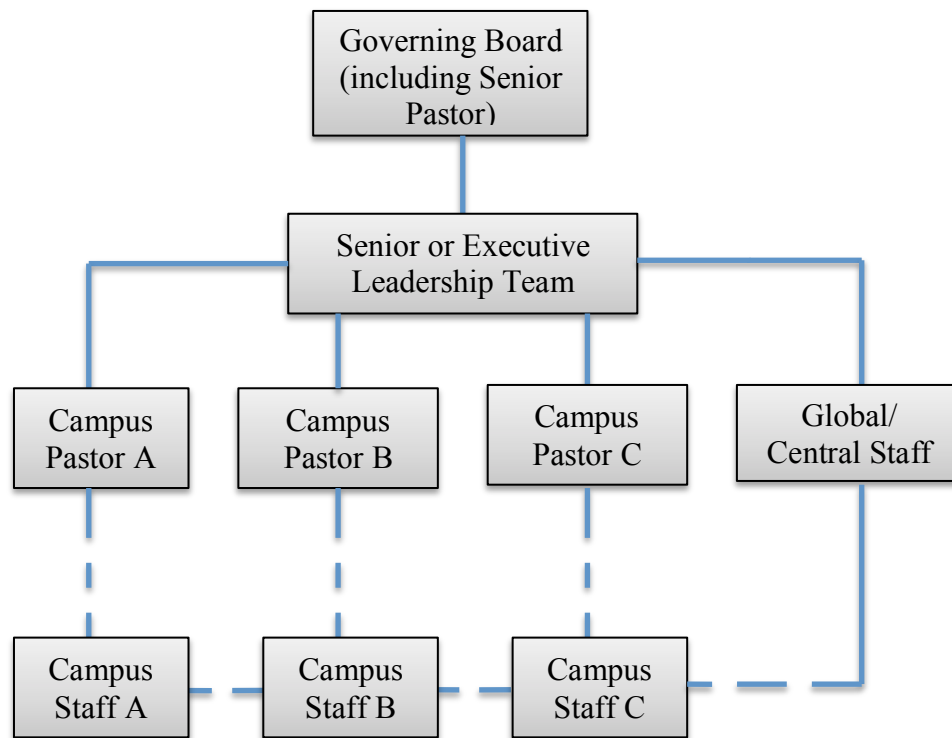 Governing Board
(including Senior
Pastor)
Senior or Executive
Leadership Team
Campus
Pastor A
Campus
Pastor B
Campus
Pastor C
Global/
Central Staff
Campus
Staff A
Campus
Staff B
Campus
Staff C